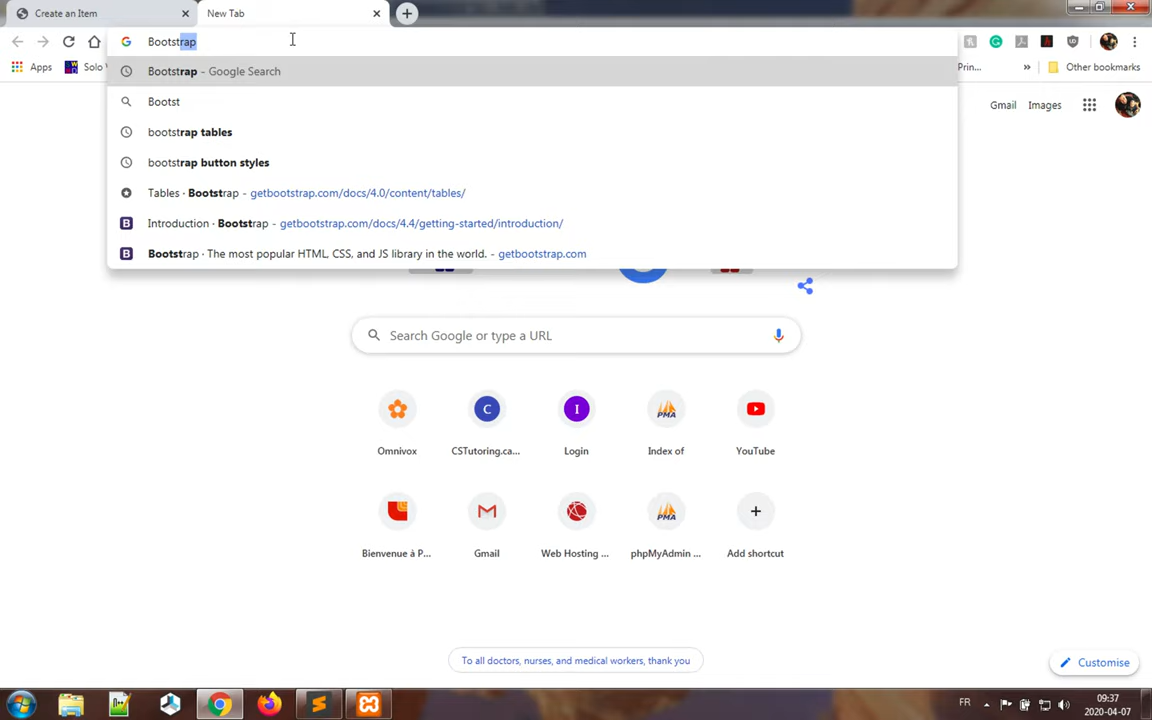 Create an Item
New Tab
Bootstrap
Apps
Solo
Prin...
»
Other bookmarks
Bootstrap - Google Search
Bootst
bootstrap tables
bootstrap button styles
Tables · Bootstrap - getbootstrap.com/docs/4.0/content/tables/
Introduction · Bootstrap - getbootstrap.com/docs/4.4/getting-started/introduction/
Bootstrap · The most popular HTML, CSS, and JS library in the world. - getbootstrap.com
Gmail Images
Search Google or type a URL
Omnivox CSTutoring.ca... Login Index of YouTube
Bienvenue à P... Gmail Web Hosting ... phpMyAdmin ... Add shortcut
To all doctors, nurses, and medical workers, thank you
Customise
FR
09:37
2020-04-07